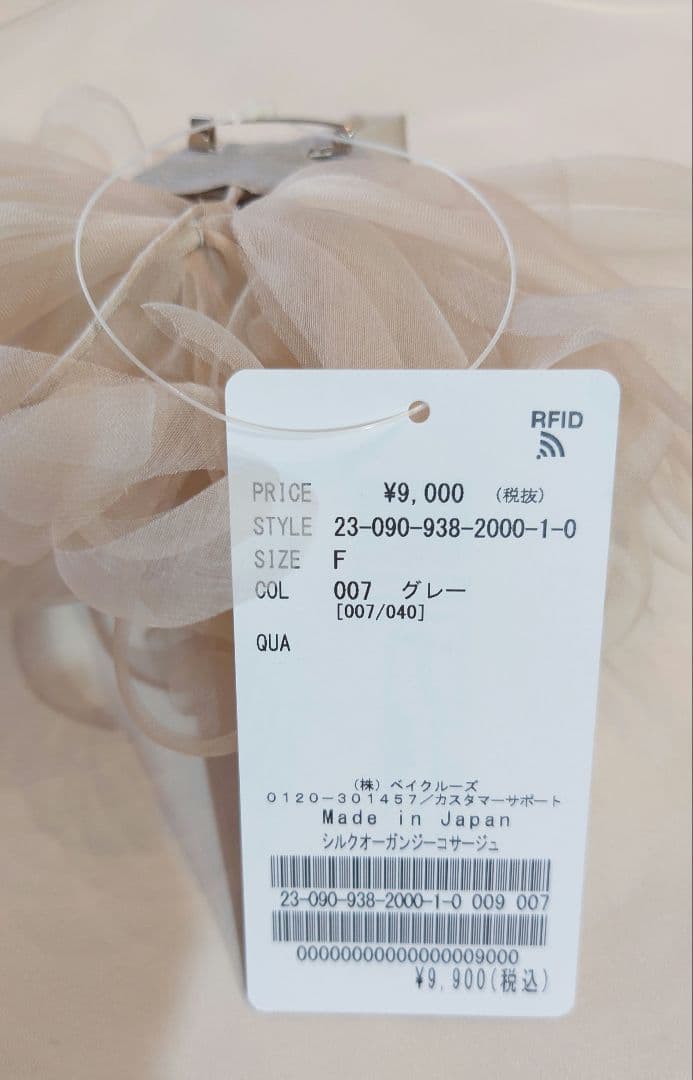 RFID
PRICE ¥9,000 (税抜)
STYLE 23-090-938-2000-1-0
SIZE F
COL 007 グレー
[007/040]
QUA
(株)ベイクルーズ
0120-301457/カスタマーサポート
Made in Japan
シルクオーガンジーコサージュ
23-090-938-2000-1-0 009 007
00000000000000009000
¥9,900(税込)